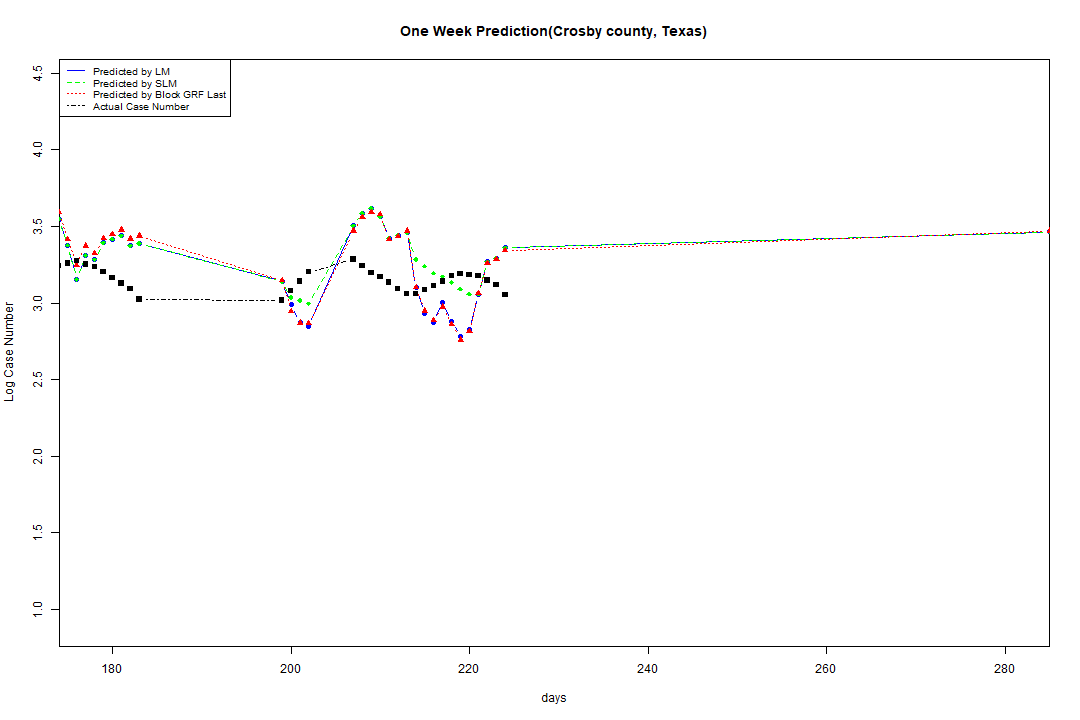 One Week Prediction(Crosby county, Texas)
Predicted by LM
Predicted by SLM
Predicted by Block GRF Last
Actual Case Number
4.5
4.0
3.5
3.0
2.5
2.0
1.5
1.0
Log Case Number
180 200 220 240 260 280
days